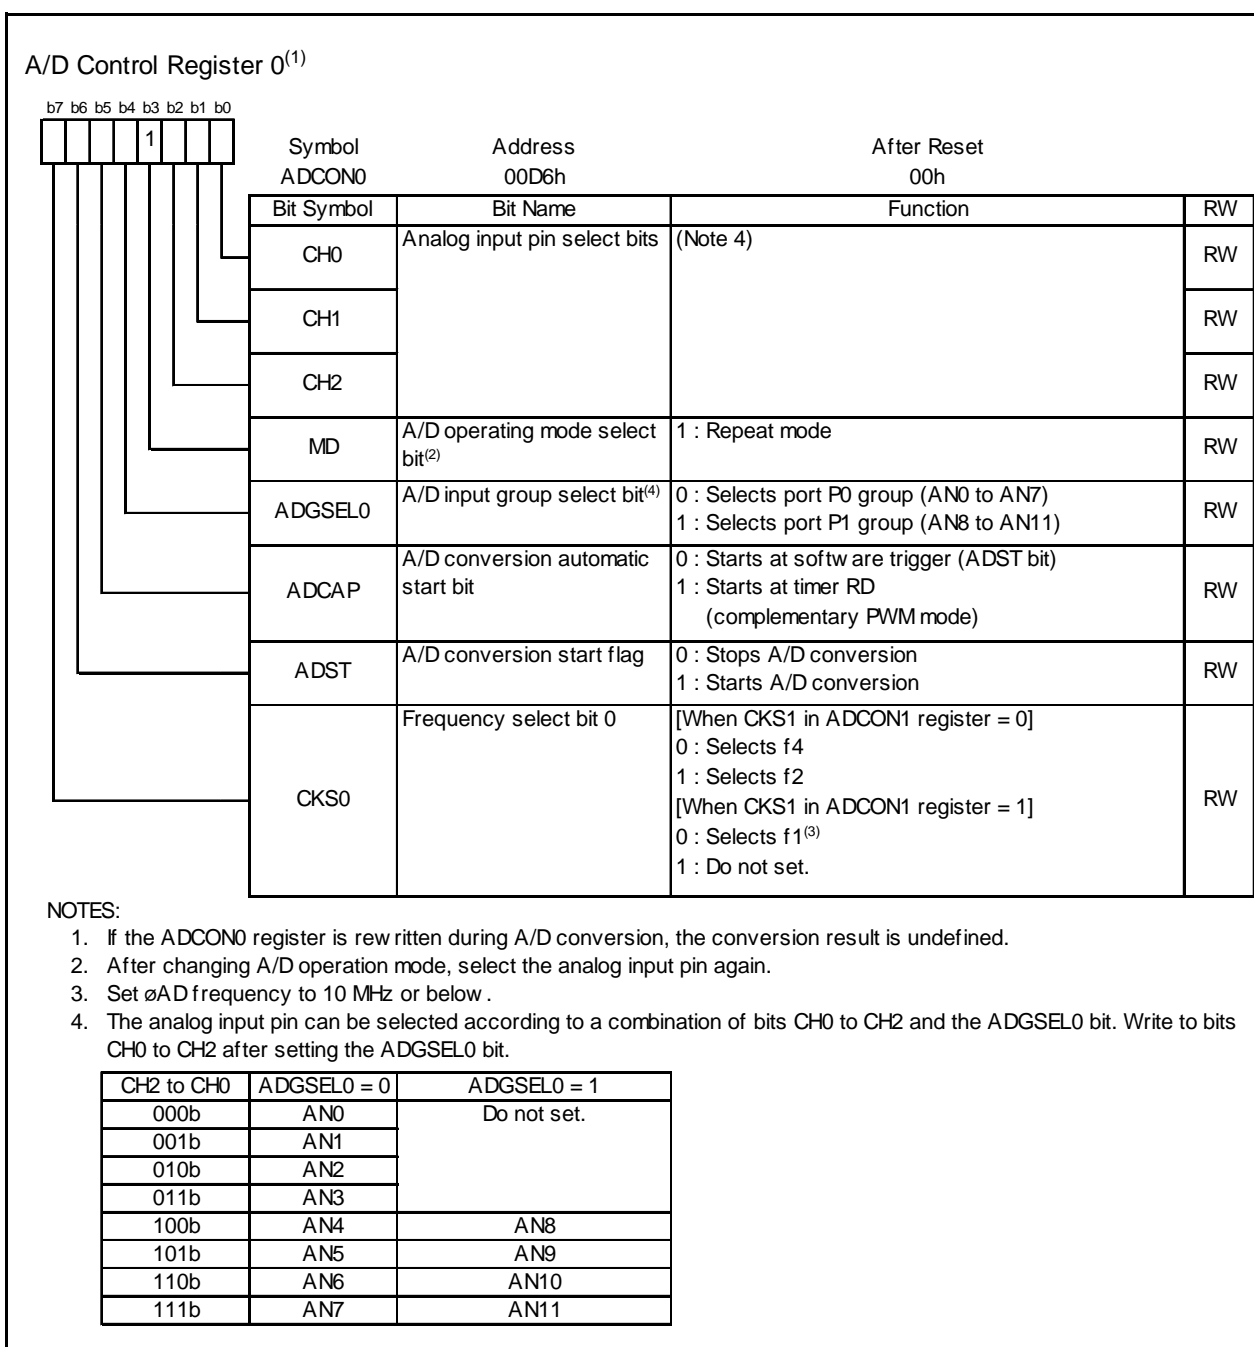 A/D Control Register 0(1)
b7 b6 b5 b4 b3 b2 b1 b0
1
Symbol Address After Reset
ADCON0 00D6h 00h
Bit Symbol Bit Name Function RW
CH0 Analog input pin select bits (Note 4) RW
CH1 RW
CH2 RW
MD A/D operating mode select bit(2) 1 : Repeat mode RW
ADGSEL0 A/D input group select bit(4) 0 : Selects port P0 group (AN0 to AN7) RW
1 : Selects port P1 group (AN8 to AN11)
ADCAP A/D conversion automatic start bit 0 : Starts at software trigger (ADST bit) RW
1 : Starts at timer RD
(complementary PWM mode)
ADST A/D conversion start flag 0 : Stops A/D conversion RW
1 : Starts A/D conversion
CKS0 Frequency select bit 0 [When CKS1 in ADCON1 register = 0] RW
0 : Selects f4
1 : Selects f2
[When CKS1 in ADCON1 register = 1]
0 : Selects f1(3)
1 : Do not set.
NOTES:
1. If the ADCON0 register is rewritten during A/D conversion, the conversion result is undefined.
2. After changing A/D operation mode, select the analog input pin again.
3. Set øAD frequency to 10 MHz or below.
4. The analog input pin can be selected according to a combination of bits CH0 to CH2 and the ADGSEL0 bit. Write to bits
CH0 to CH2 after setting the ADGSEL0 bit.
CH2 to CH0 ADGSEL0 = 0 ADGSEL0 = 1
000b AN0 Do not set.
001b AN1
010b AN2
011b AN3
100b AN4 AN8
101b AN5 AN9
110b AN6 AN10
111b AN7 AN11